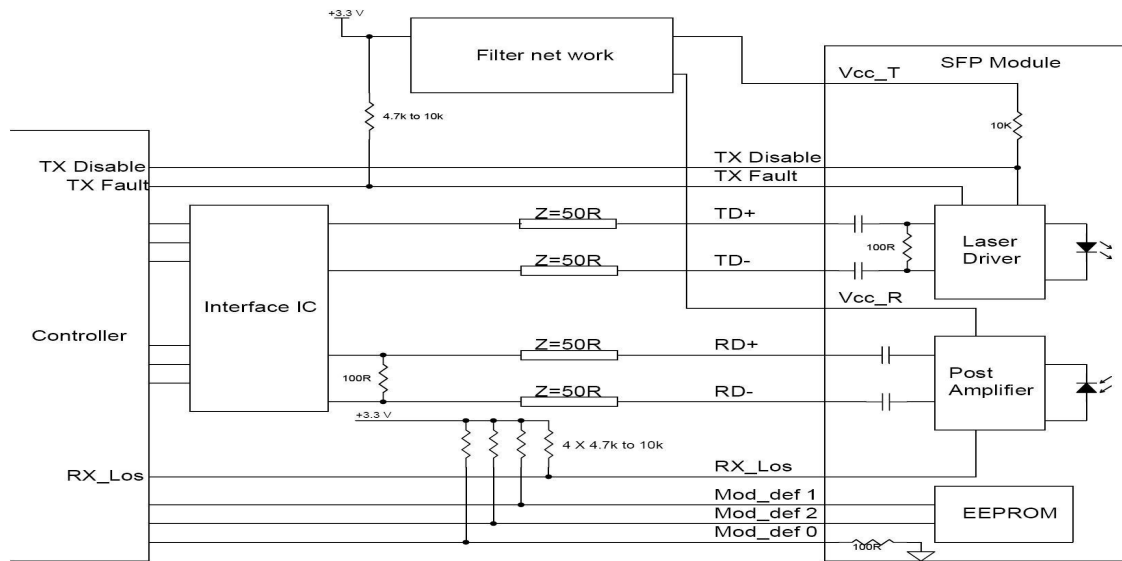 +3.3 V
Filter net work
SFP Module
Vcc_T
4.7k to 10k
10K
TX Disable
TX Disable
TX Fault
TX Fault
Z=50R
TD+
100R
Laser
Driver
Z=50R
TD-
Interface IC
Vcc_R
Controller
Z=50R
RD+
100R
Post
Amplifier
Z=50R
RD-
+3.3 V
4 X 4.7k to 10k
RX_Los
RX_Los
Mod_def 1
Mod_def 2
EEPROM
Mod_def 0
100R